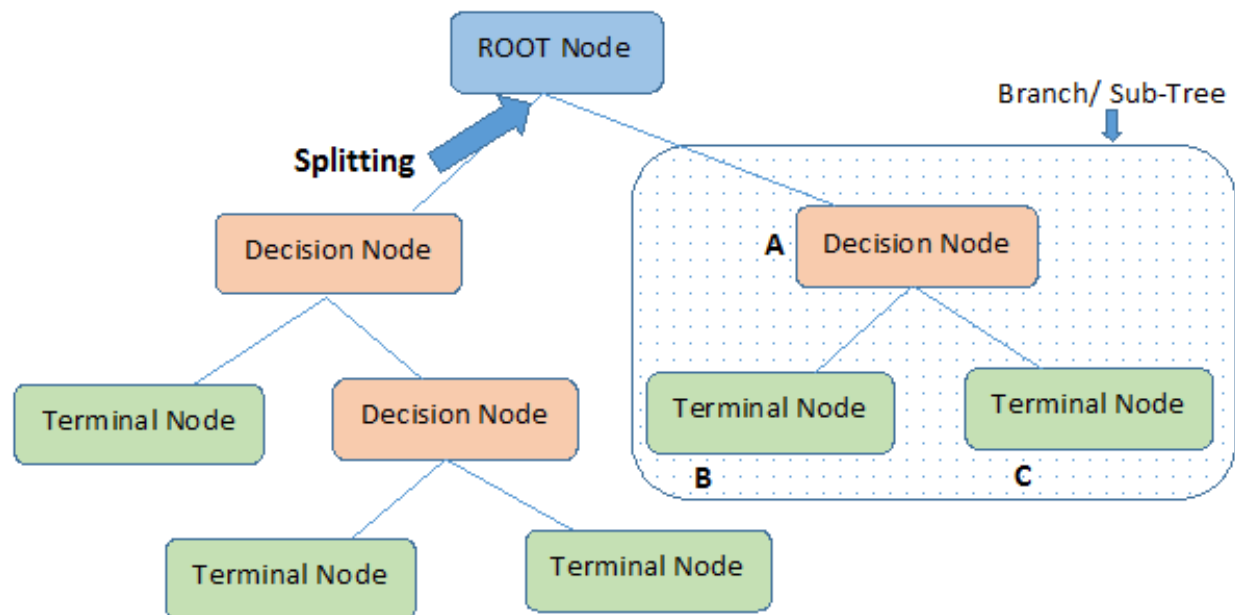 ROOT Node
Branch/ Sub-Tree
Splitting
Decision Node
A
Decision Node
Terminal Node
Decision Node
Terminal Node
Terminal Node
B
C
Terminal Node
Terminal Node